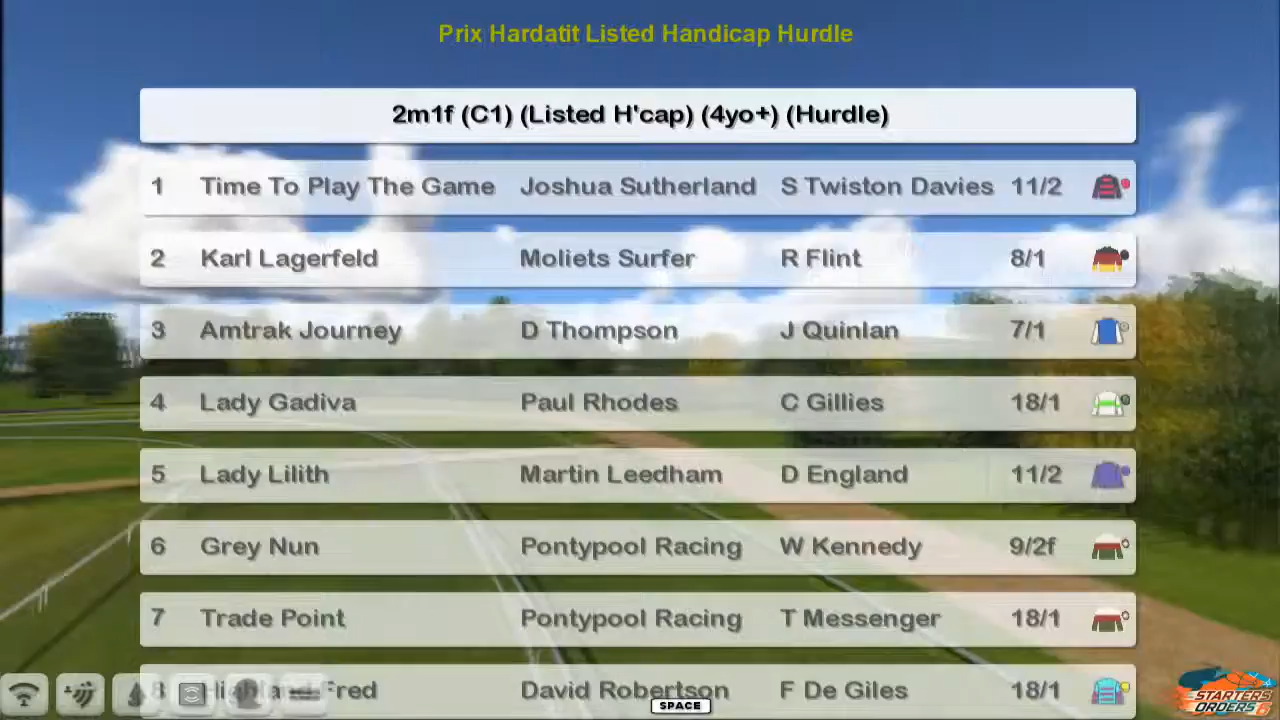 Prix Hardatit Listed Handicap Hurdle
2m1f (C1) (Listed H'cap) (4yo+) (Hurdle)
1 Time To Play The Game Joshua Sutherland S Twiston Davies 11/2
2 Karl Lagerfeld Moliets Surfer R Flint 8/1
3 Amtrak Journey D Thompson J Quinlan 7/1
4 Lady Gadiva Paul Rhodes C Gillies 18/1
5 Lady Lilith Martin Leedham D England 11/2
6 Grey Nun Pontypool Racing W Kennedy 9/2f
7 Trade Point Pontypool Racing T Messenger 18/1
8 Highland Fred David Robertson F De Giles 18/1
SPACE
STARTERS
ORDERS 6